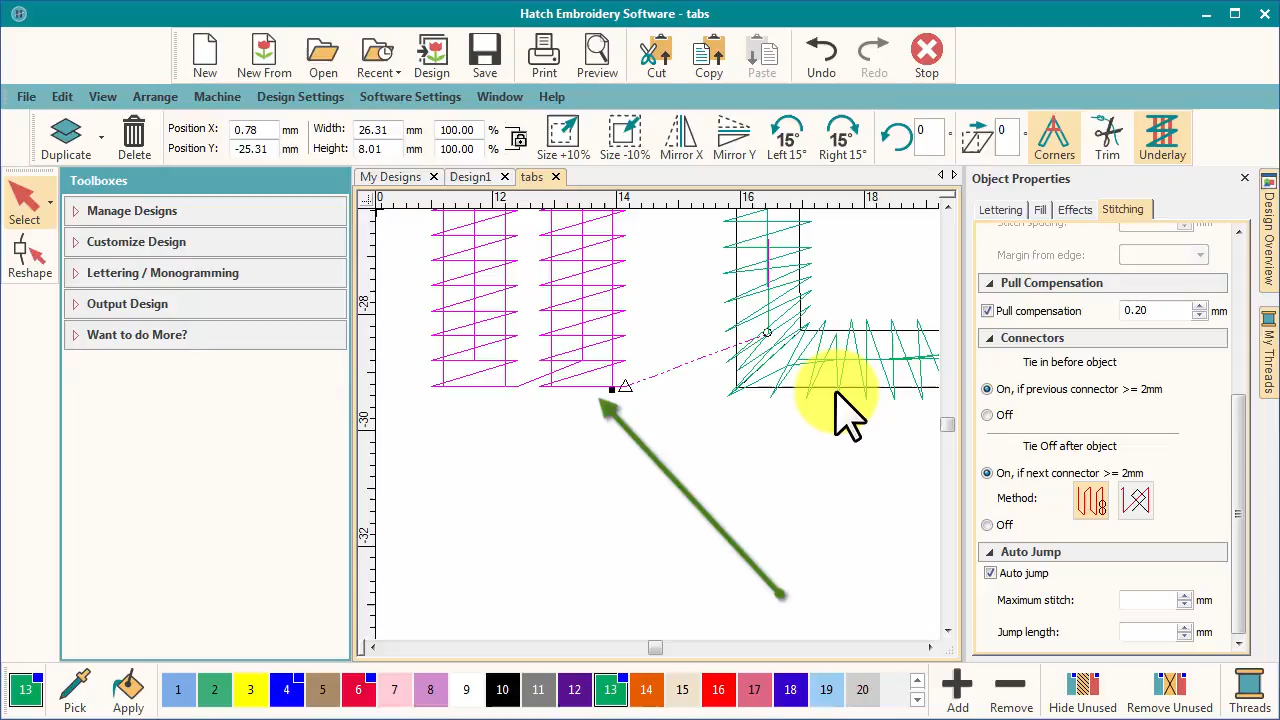 Hatch Embroidery Software - tabs
New
New From
Open
Recent
Design
Save
Print
Preview
Cut
Copy
Paste
Undo
Redo
Stop
File Edit View Arrange Machine Design Settings Software Settings Window Help
Duplicate
Delete
Position X: 0.78 mm
Position Y: -25.31 mm
Width: 26.31 mm 100.00 %
Height: 8.01 mm 100.00 %
Size +10%
Size -10%
Mirror X
Mirror Y
15°
Left 15°
15°
Right 15°
0 °
0 °
Corners
Trim
Underlay
Select
Reshape
Toolboxes
Manage Designs
Customize Design
Lettering / Monogramming
Output Design
Want to do More?
My Designs
Design1
tabs
0 12 14 16 18
-28
-30
-32
Object Properties
Lettering Fill Effects Stitching
Stitch Spacing: mm
Margin from edge:
Pull Compensation
Pull compensation 0.20 mm
Connectors
Tie in before object
On, if previous connector >= 2mm
Off
Tie Off after object
On, if next connector >= 2mm
Method:
Off
Auto Jump
Auto jump
Maximum stitch: mm
Jump length: mm
Design Overview
My Threads
13
Pick
Apply
1 2 3 4 5 6 7 8 9 10 11 12 13 14 15 16 17 18 19 20
Add
Remove
Hide Unused
Remove Unused
Threads